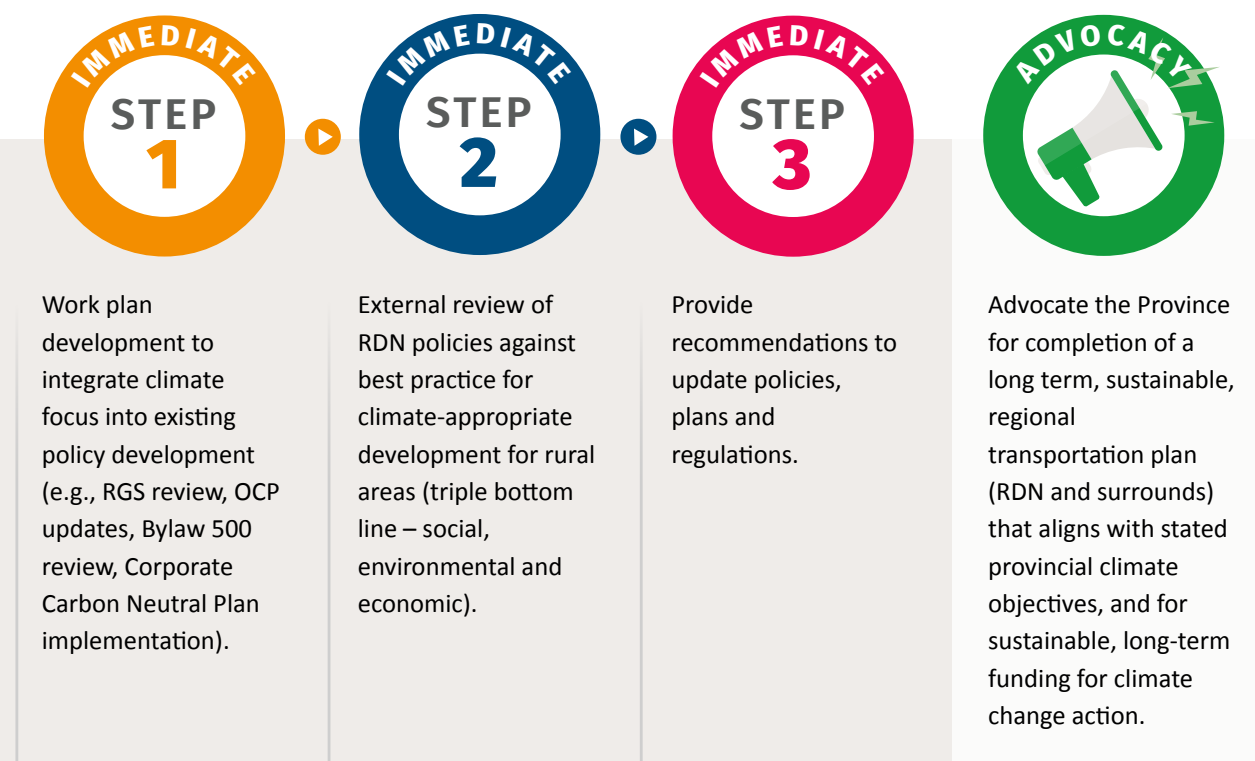 IMMEDIATE
STEP
1
Work plan
development to
integrate climate
focus into existing
policy development
(e.g., RGS review, OCP
updates, Bylaw 500
review, Corporate
Carbon Neutral Plan
implementation).
IMMEDIATE
STEP
2
External review of
RDN policies against
best practice for
climate-appropriate
development for rural
areas (triple bottom
line – social,
environmental and
economic).
IMMEDIATE
STEP
3
Provide
recommendations to
update policies,
plans and
regulations.
ADVOCACY
Advocate the Province
for completion of a
long term, sustainable,
regional
transportation plan
(RDN and surrounds)
that aligns with stated
provincial climate
objectives, and for
sustainable, long-term
funding for climate
change action.